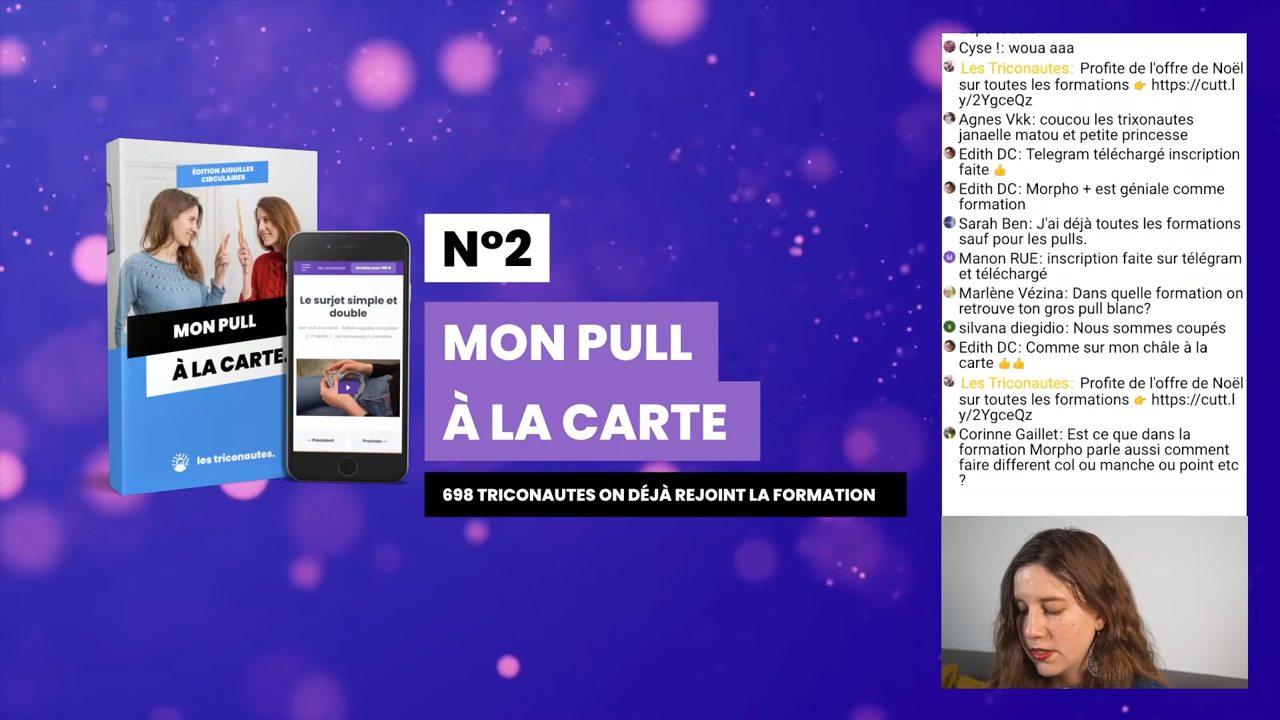 ÉDITION AIGUILLES
CIRCULAIRES
MON PULL
À LA CARTE.
les triconautes.
Se connecter
Le surjet simple et
double
← Précédent
Prochain →
N°2
MON PULL
À LA CARTE
698 TRICONAUTES ON DÉJÀ REJOINT LA FORMATION
Cyse !: woua aaa
Les Triconautes: Profite de l'offre de Noël
sur toutes les formations 👉 https://cutt.l
y/2YgceQz
Agnes Vkk: coucou les trixonautes
janaelle matou et petite princesse
Edith DC: Telegram téléchargé inscription
faite 👍
Edith DC: Morpho + est géniale comme
formation
Sarah Ben: J'ai déjà toutes les formations
sauf pour les pulls.
M
Manon RUE: inscription faite sur télégram
et téléchargé
Marlène Vézina: Dans quelle formation on
retrouve ton gros pull blanc?
silvana diegidio: Nous sommes coupés
Edith DC: Comme sur mon châle à la
carte 👍👍
Les Triconautes: Profite de l'offre de Noël
sur toutes les formations 👉 https://cutt.l
y/2YgceQz
Corinne Gaillet: Est ce que dans la
formation Morpho parle aussi comment
faire different col ou manche ou point etc
?